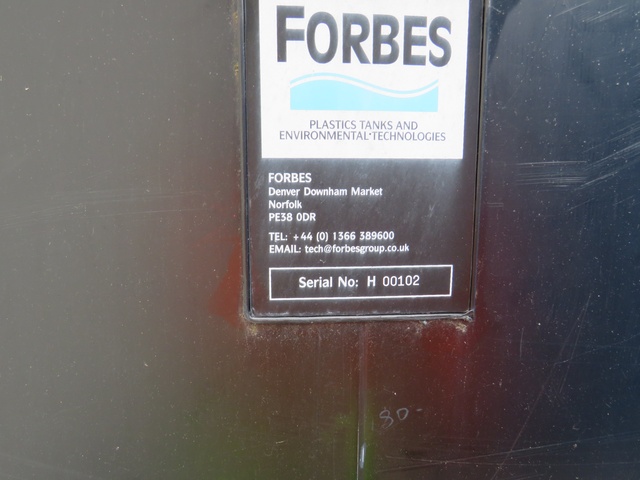 FORBES
PLASTICS TANKS AND
ENVIRONMENTAL•TECHNOLOGIES
FORBES
Denver Downham Market
Norfolk
PE38 0DR
TEL: +44 (0) 1366 389600
EMAIL: tech@forbesgroup.co.uk
Serial No: H 00102
80